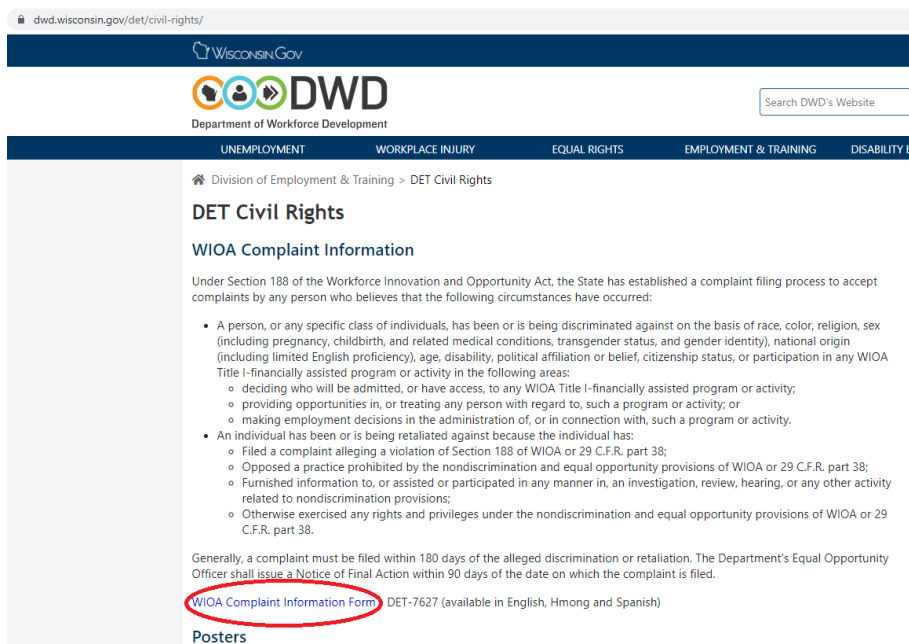 dwd.wisconsin.gov/det/civil-rights/
WISCONSIN.GOV
DWD
Department of Workforce Development
Search DWD's Website
UNEMPLOYMENT WORKPLACE INJURY EQUAL RIGHTS EMPLOYMENT & TRAINING DISABILITY
Division of Employment & Training > DET Civil Rights
DET Civil Rights
WIOA Complaint Information
Under Section 188 of the Workforce Innovation and Opportunity Act, the State has established a complaint filing process to accept
complaints by any person who believes that the following circumstances have occurred:
• A person, or any specific class of individuals, has been or is being discriminated against on the basis of race, color, religion, sex
(including pregnancy, childbirth, and related medical conditions, transgender status, and gender identity), national origin
(including limited English proficiency), age, disability, political affiliation or belief, citizenship status, or participation in any WIOA
Title I-financially assisted program or activity in the following areas:
◦ deciding who will be admitted, or have access, to any WIOA Title I-financially assisted program or activity;
◦ providing opportunities in, or treating any person with regard to, such a program or activity; or
◦ making employment decisions in the administration of, or in connection with, such a program or activity.
• An individual has been or is being retaliated against because the individual has:
◦ Filed a complaint alleging a violation of Section 188 of WIOA or 29 C.F.R. part 38;
◦ Opposed a practice prohibited by the nondiscrimination and equal opportunity provisions of WIOA or 29 C.F.R. part 38;
◦ Furnished information to, or assisted or participated in any manner in, an investigation, review, hearing, or any other activity
related to nondiscrimination provisions;
◦ Otherwise exercised any rights and privileges under the nondiscrimination and equal opportunity provisions of WIOA or 29
C.F.R. part 38.
Generally, a complaint must be filed within 180 days of the alleged discrimination or retaliation. The Department's Equal Opportunity
Officer shall issue a Notice of Final Action within 90 days of the date on which the complaint is filed.
WIOA Complaint Information Form DET-7627 (available in English, Hmong and Spanish)
Posters